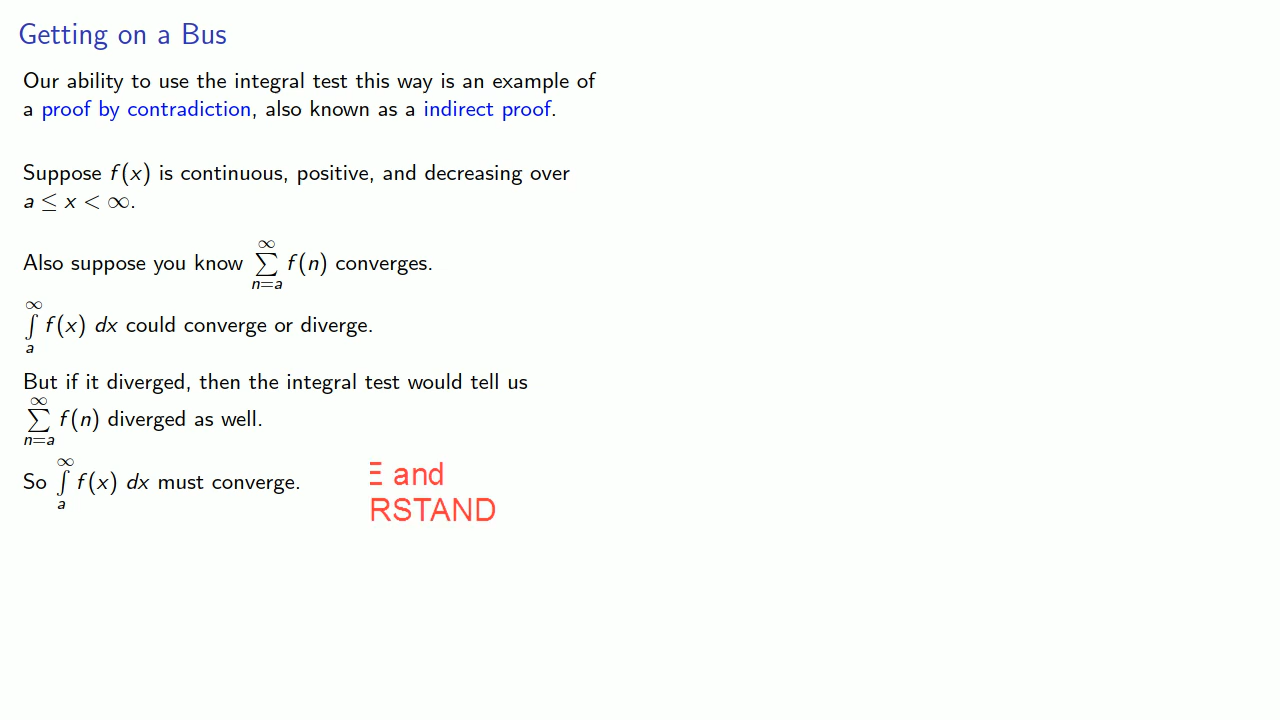 Getting on a Bus
Our ability to use the integral test this way is an example of
a proof by contradiction, also known as a indirect proof.
Suppose f(x) is continuous, positive, and decreasing over
a ≤ x < ∞.
Also suppose you know ∑_{n=a}^{∞} f(n) converges.
∫_{a}^{∞} f(x) dx could converge or diverge.
But if it diverged, then the integral test would tell us
∑_{n=a}^{∞} f(n) diverged as well.
So ∫_{a}^{∞} f(x) dx must converge.
Ξ and
RSTAND